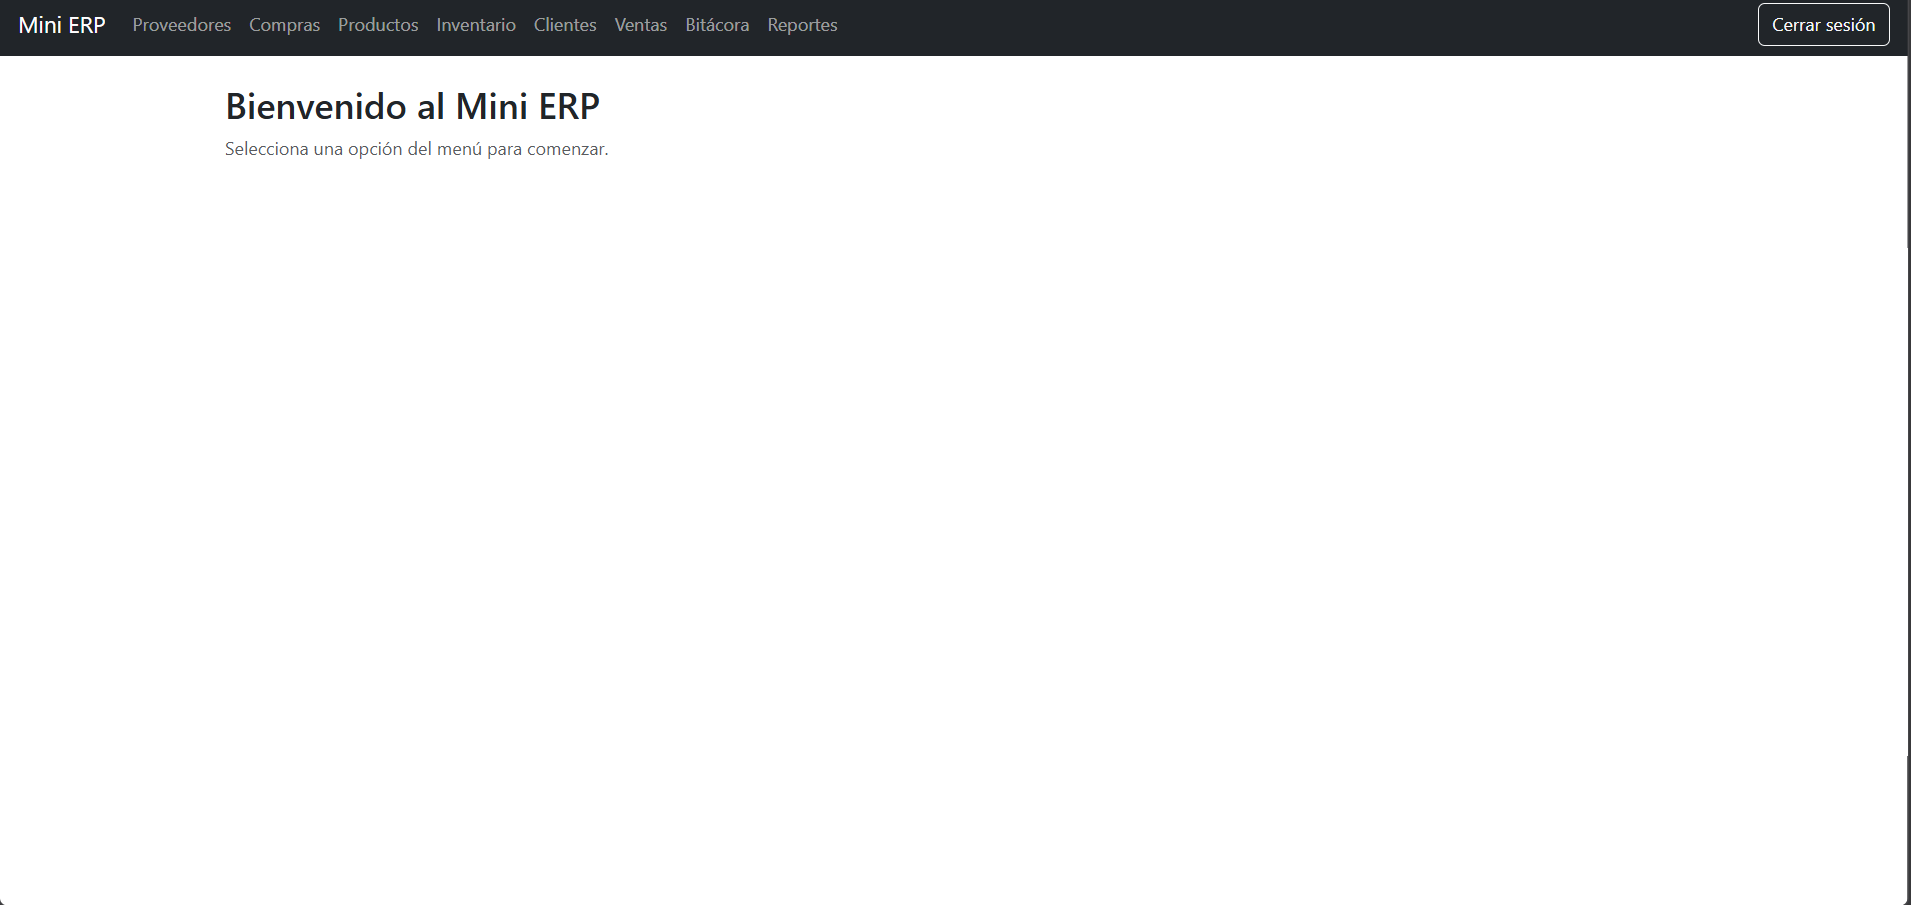 Mini ERP Proveedores Compras Productos Inventario Clientes Ventas Bitácora Reportes Cerrar sesión
Bienvenido al Mini ERP
Selecciona una opción del menú para comenzar.